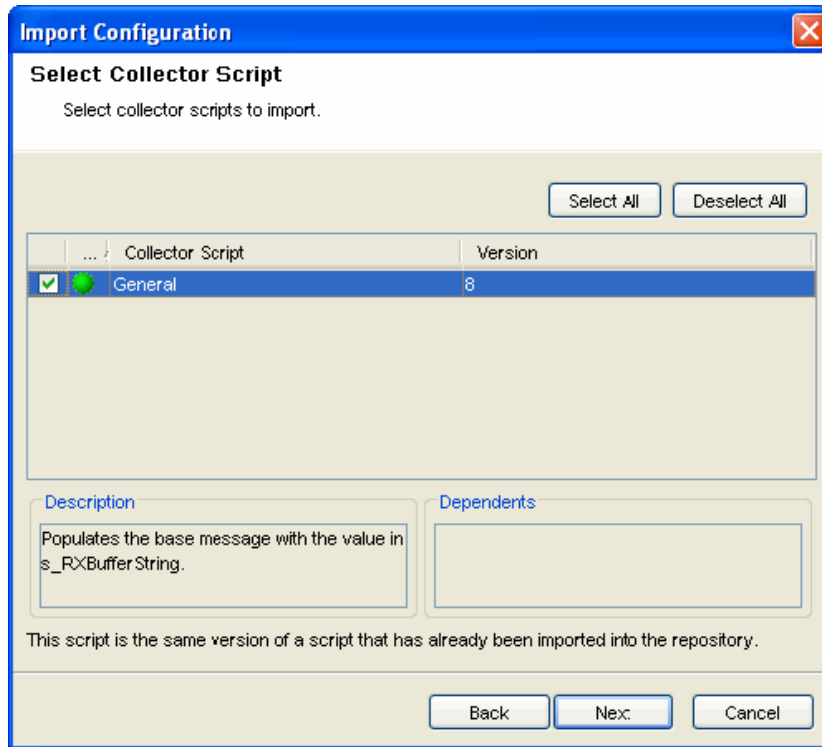 Import Configuration
Select Collector Script
Select collector scripts to import.
Select All Deselect All
... Collector Script Version
General 8
Description Dependents
Populates the base message with the value in
s_RXBufferString.
This script is the same version of a script that has already been imported into the repository.
Back Next Cancel